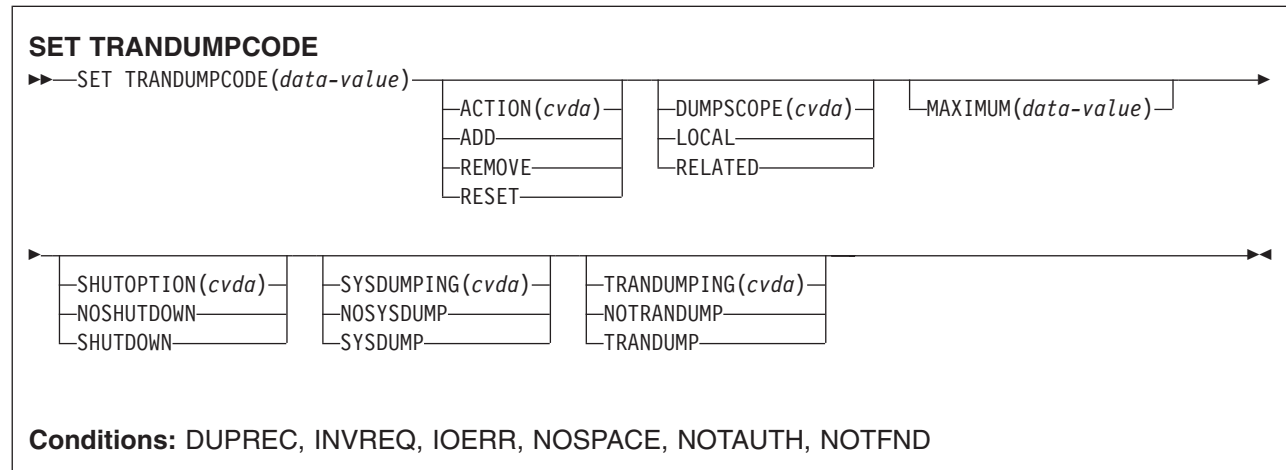 SET TRANDUMPCODE
SET TRANDUMPCODE(data-value)
ACTION(cvda)
ADD
REMOVE
RESET
DUMPSCOPE(cvda)
LOCAL
RELATED
MAXIMUM(data-value)
SHUTOPTION(cvda)
NOSHUTDOWN
SHUTDOWN
SYSDUMPING(cvda)
NOSYSDUMP
SYSDUMP
TRANDUMPING(cvda)
NOTRANDUMP
TRANDUMP
Conditions: DUPREC, INVREQ, IOERR, NOSPACE, NOTAUTH, NOTFND